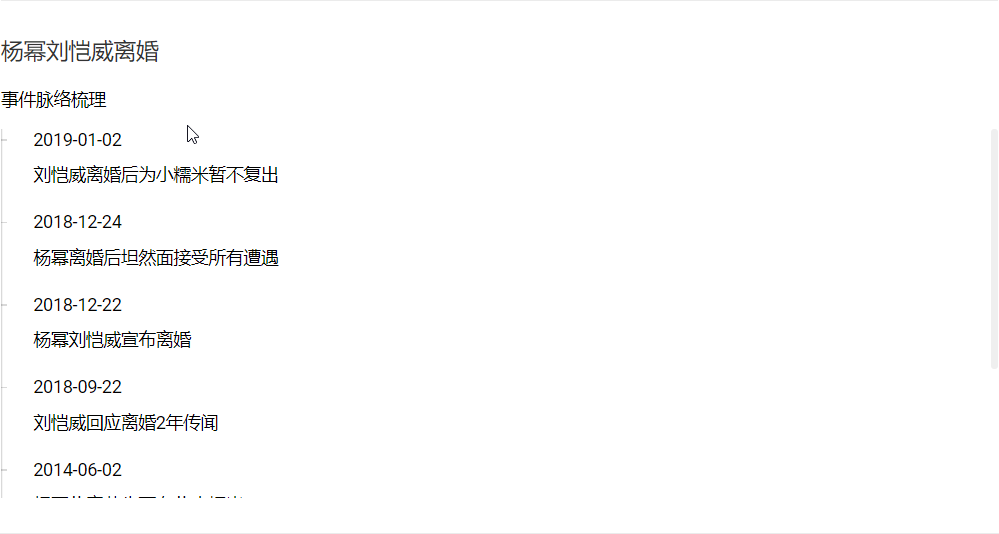 杨幂刘恺威离婚
事件脉络梳理
2019-01-02
刘恺威离婚后为小糯米暂不复出
2018-12-24
杨幂离婚后坦然面接受所有遭遇
2018-12-22
杨幂刘恺威宣布离婚
2018-09-22
刘恺威回应离婚2年传闻
2014-06-02